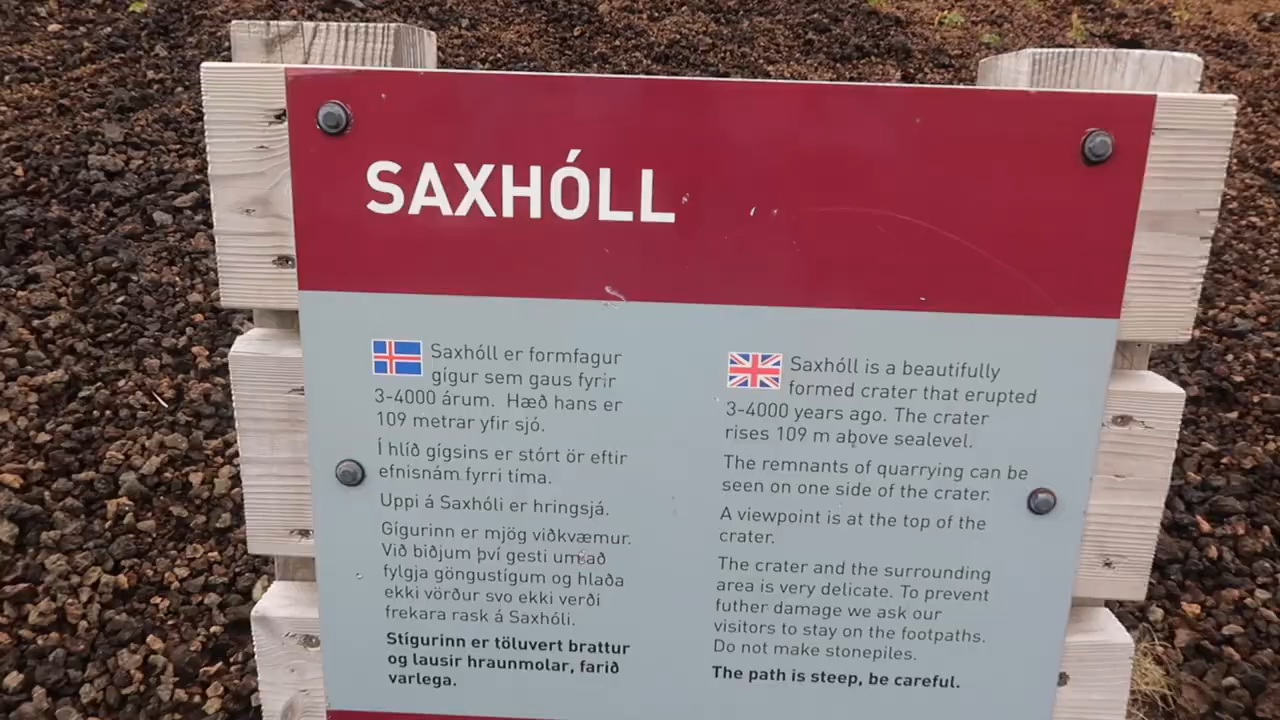 SAXHÓLL
Saxhóll er formfagur
gígur sem gaus fyrir
3-4000 árum. Hæð hans er
109 metrar yfir sjó.
Í hlíð gígsins er stórt ör eftir
efnisnám fyrri tíma.
Uppi á Saxhóli er hringsjá.
Gígurinn er mjög viðkvæmur.
Við biðjum því gesti um að
fylgja göngustígum og hlaða
ekki vörður svo ekki verði
frekara rask á Saxhóli.
Stígurinn er töluvert brattur
og lausir hraunmolar, farið
varlega.
Saxhóll is a beautifully
formed crater that erupted
3-4000 years ago. The crater
rises 109 m above sealevel.
The remnants of quarrying can be
seen on one side of the crater.
A viewpoint is at the top of the
crater.
The crater and the surrounding
area is very delicate. To prevent
futher damage we ask our
visitors to stay on the footpaths.
Do not make stonepiles.
The path is steep, be careful.